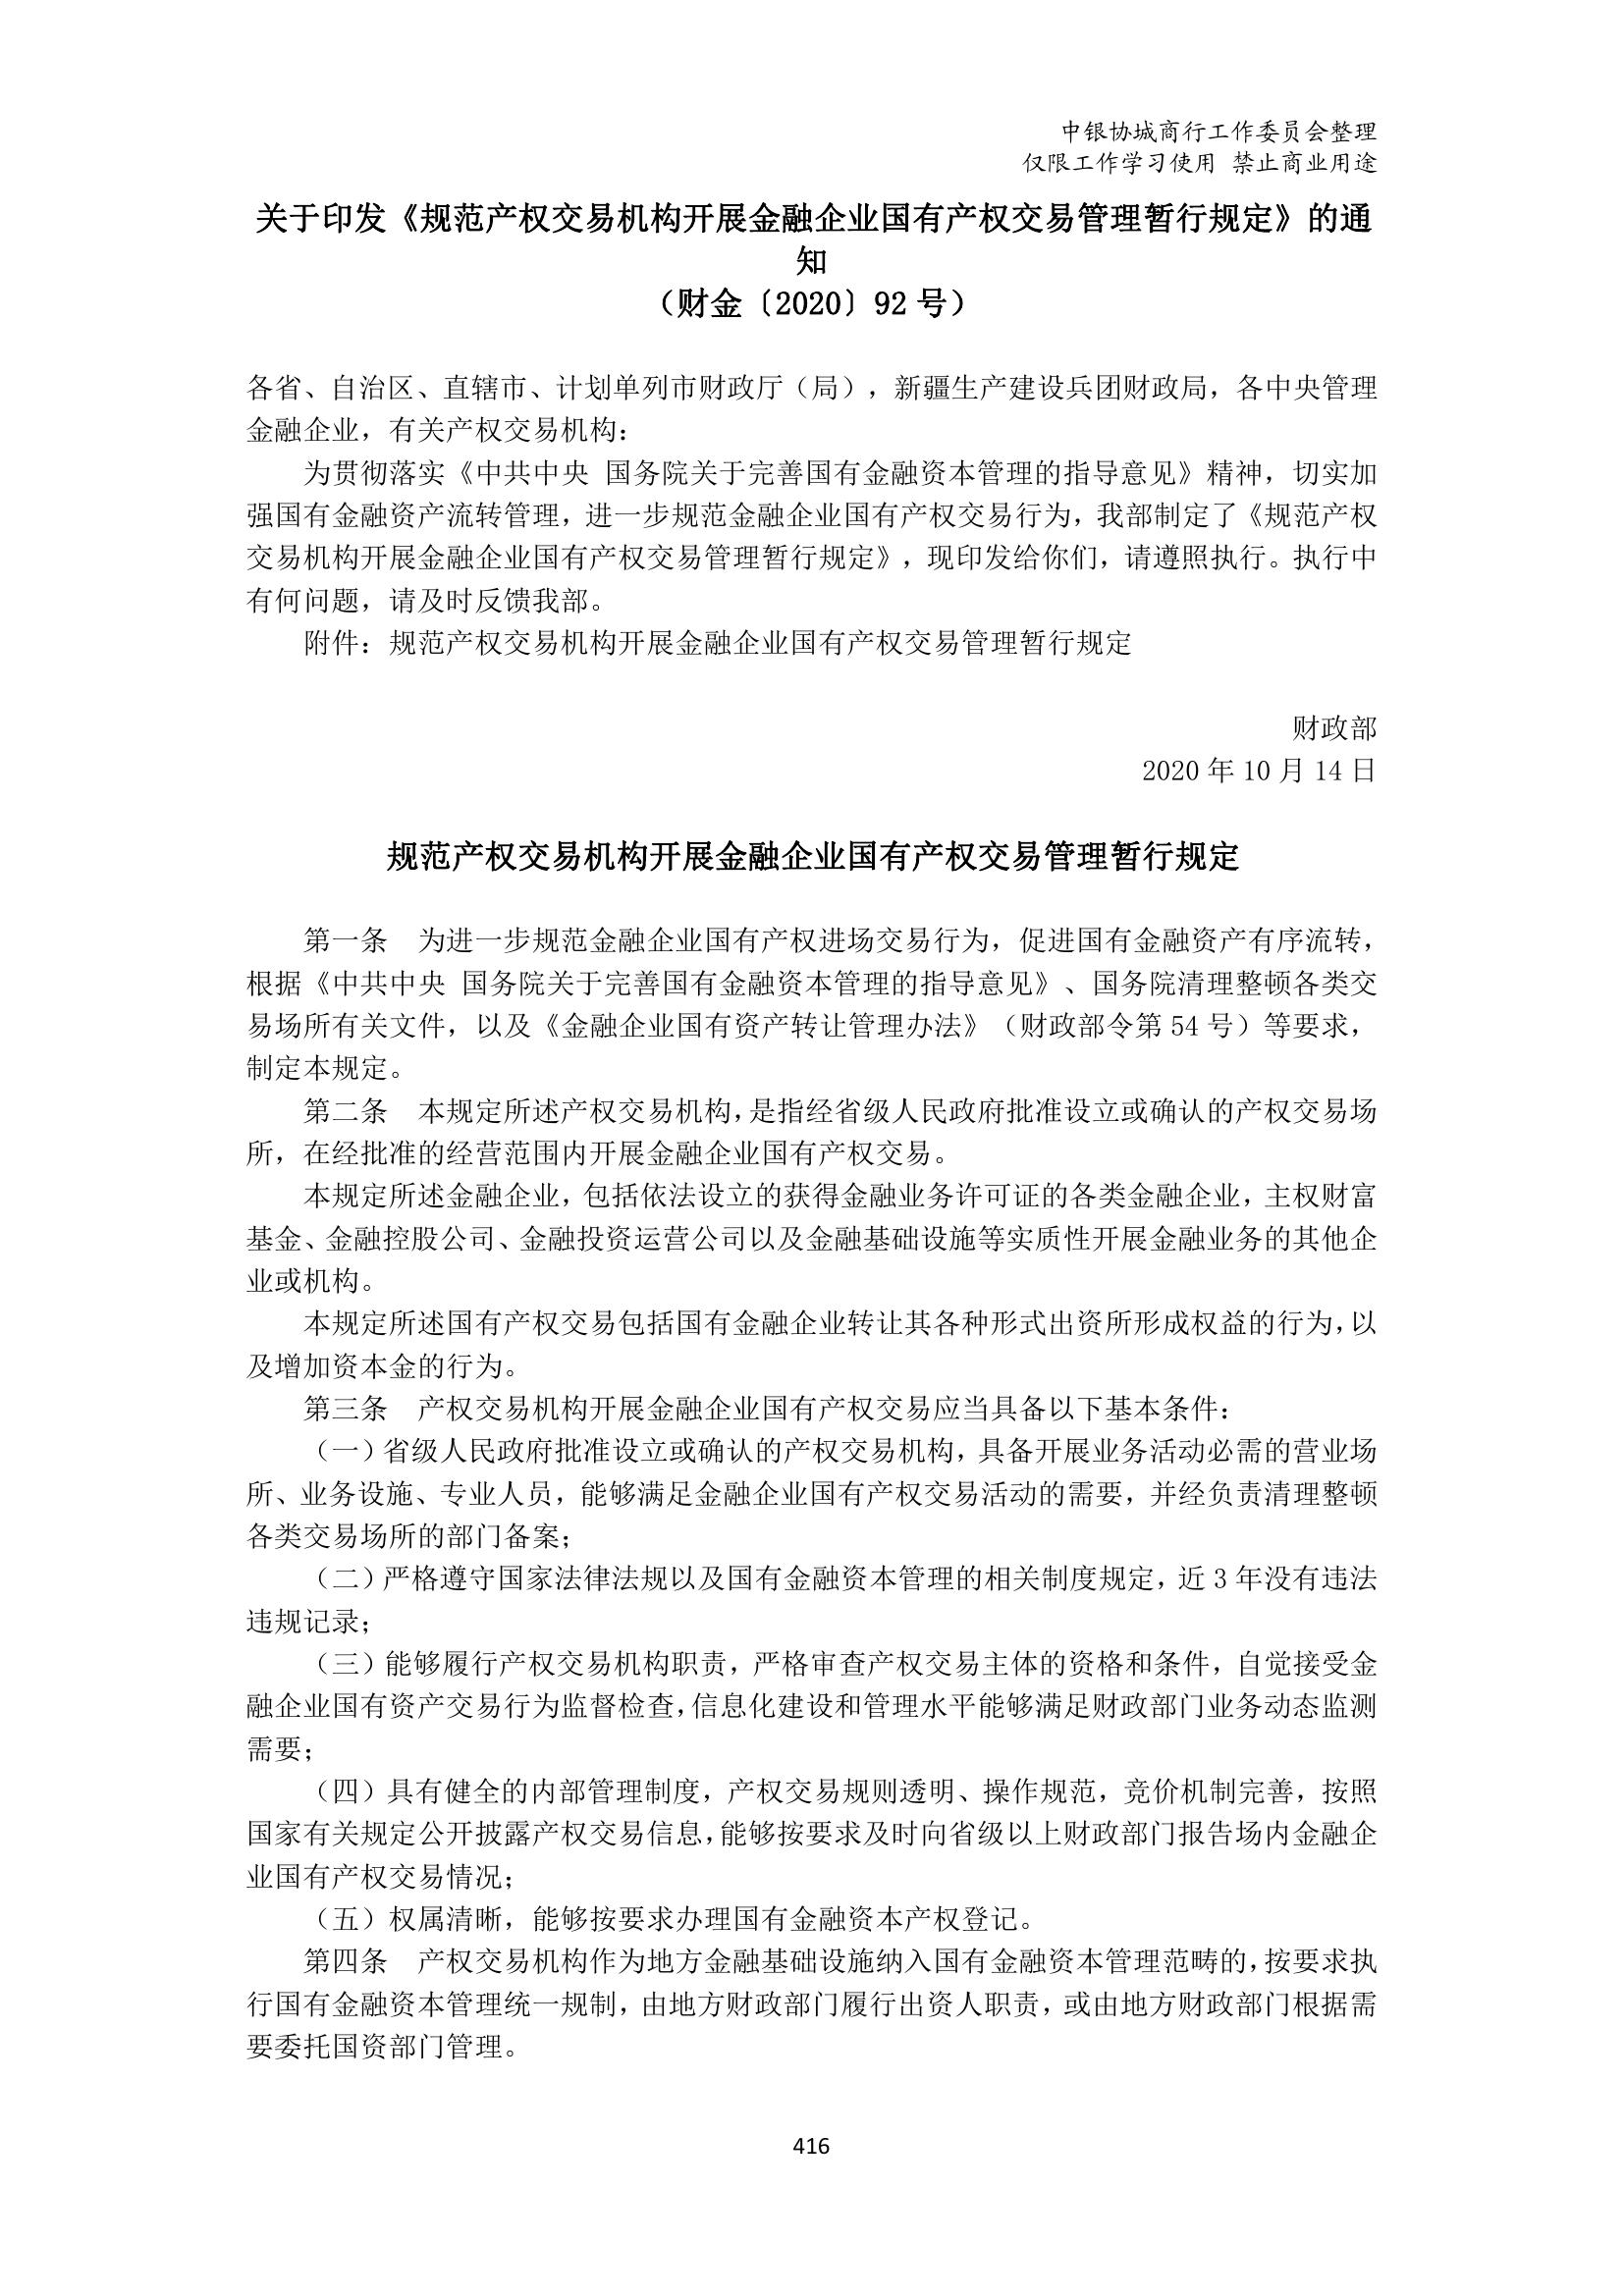 中银协城商行工作委员会整理
仅限工作学习使用 禁止商业用途
关于印发《规范产权交易机构开展金融企业国有产权交易管理暂行规定》的通
知
（财金〔2020〕92 号）
各省、自治区、直辖市、计划单列市财政厅（局），新疆生产建设兵团财政局，各中央管理
金融企业，有关产权交易机构：
为贯彻落实《中共中央 国务院关于完善国有金融资本管理的指导意见》精神，切实加
强国有金融资产流转管理，进一步规范金融企业国有产权交易行为，我部制定了《规范产权
交易机构开展金融企业国有产权交易管理暂行规定》，现印发给你们，请遵照执行。执行中
有何问题，请及时反馈我部。
附件：规范产权交易机构开展金融企业国有产权交易管理暂行规定
财政部
2020 年 10 月 14 日
规范产权交易机构开展金融企业国有产权交易管理暂行规定
第一条　为进一步规范金融企业国有产权进场交易行为，促进国有金融资产有序流转，
根据《中共中央 国务院关于完善国有金融资本管理的指导意见》、国务院清理整顿各类交
易场所有关文件，以及《金融企业国有资产转让管理办法》（财政部令第 54 号）等要求，
制定本规定。
第二条　本规定所述产权交易机构，是指经省级人民政府批准设立或确认的产权交易场
所，在经批准的经营范围内开展金融企业国有产权交易。
本规定所述金融企业，包括依法设立的获得金融业务许可证的各类金融企业，主权财富
基金、金融控股公司、金融投资运营公司以及金融基础设施等实质性开展金融业务的其他企
业或机构。
本规定所述国有产权交易包括国有金融企业转让其各种形式出资所形成权益的行为，以
及增加资本金的行为。
第三条　产权交易机构开展金融企业国有产权交易应当具备以下基本条件：
（一）省级人民政府批准设立或确认的产权交易机构，具备开展业务活动必需的营业场
所、业务设施、专业人员，能够满足金融企业国有产权交易活动的需要，并经负责清理整顿
各类交易场所的部门备案；
（二）严格遵守国家法律法规以及国有金融资本管理的相关制度规定，近 3 年没有违法
违规记录；
（三）能够履行产权交易机构职责，严格审查产权交易主体的资格和条件，自觉接受金
融企业国有资产交易行为监督检查，信息化建设和管理水平能够满足财政部门业务动态监测
需要；
（四）具有健全的内部管理制度，产权交易规则透明、操作规范，竞价机制完善，按照
国家有关规定公开披露产权交易信息，能够按要求及时向省级以上财政部门报告场内金融企
业国有产权交易情况；
（五）权属清晰，能够按要求办理国有金融资本产权登记。
第四条　产权交易机构作为地方金融基础设施纳入国有金融资本管理范畴的，按要求执
行国有金融资本管理统一规制，由地方财政部门履行出资人职责，或由地方财政部门根据需
要委托国资部门管理。
416